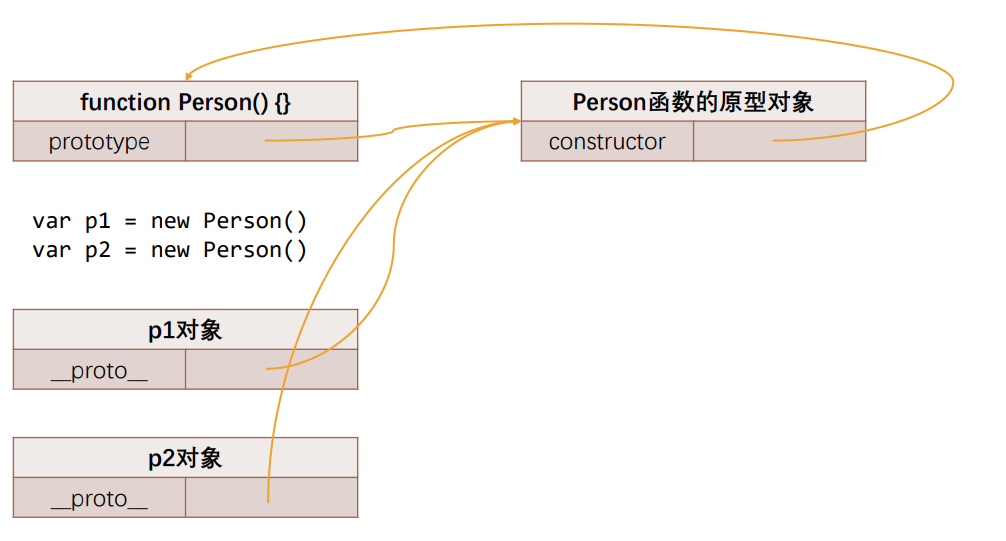 function Person() {}
prototype
Person函数的原型对象
constructor
var p1 = new Person()
var p2 = new Person()
p1对象
__proto__
p2对象
__proto__